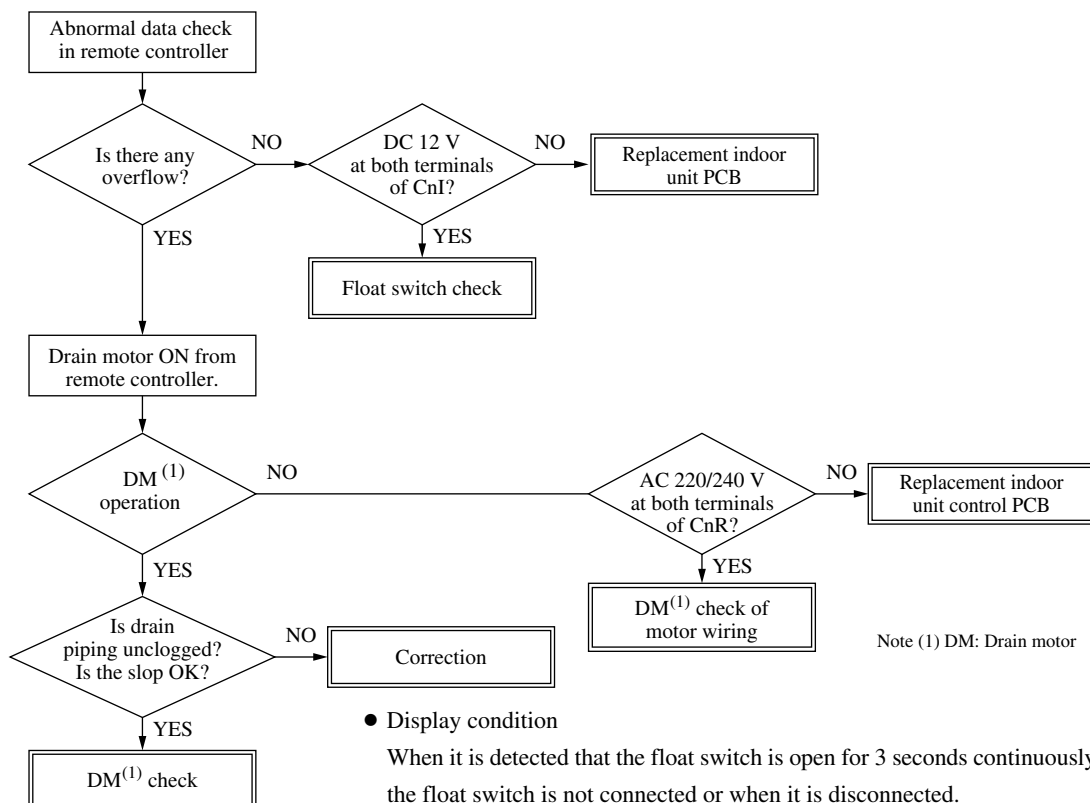 Abnormal data check
in remote controller
Is there any
overflow?
NO
DC 12 V
at both terminals
of CnI?
NO
Replacement indoor
unit PCB
YES
YES
Float switch check
Drain motor ON from
remote controller.
DM(1)
operation
NO
AC 220/240 V
at both terminals
of CnR?
NO
Replacement indoor
unit control PCB
YES
YES
DM(1) check of
motor wiring
Note (1) DM: Drain motor
Is drain
piping unclogged?
Is the slop OK?
NO
Correction
YES
DM(1) check
● Display condition
When it is detected that the float switch is open for 3 seconds continuously
the float switch is not connected or when it is disconnected.